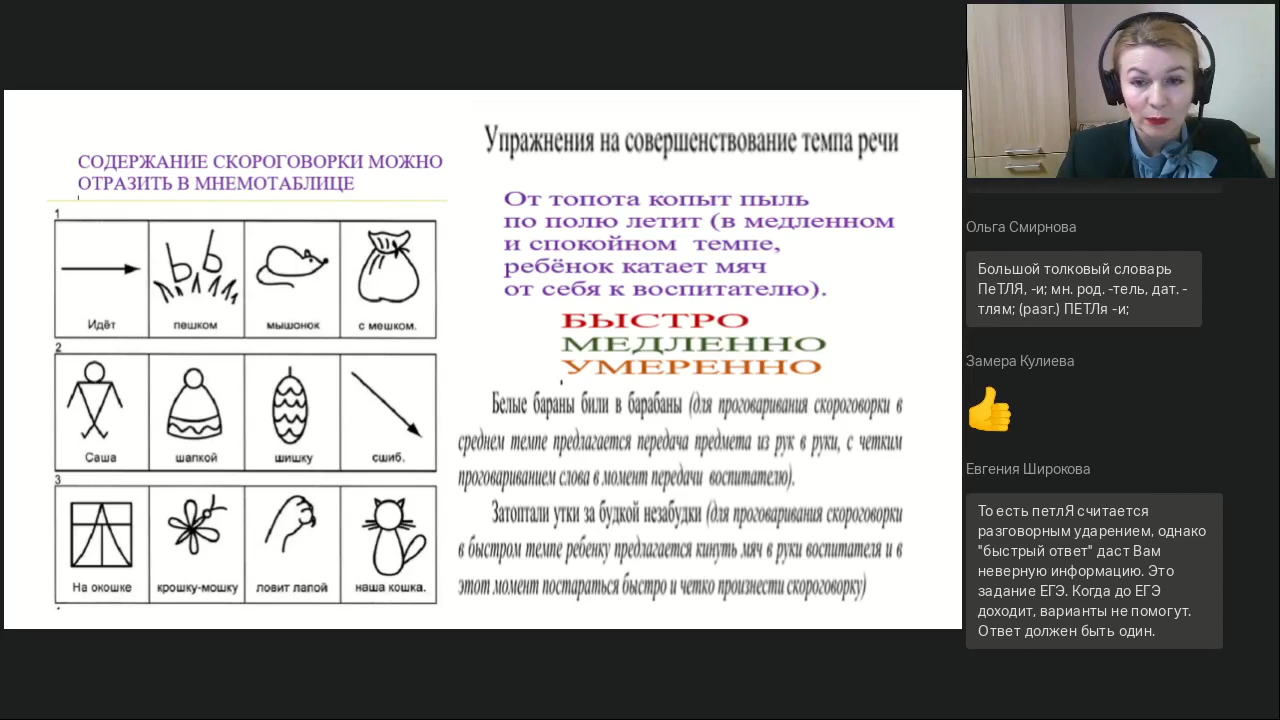 СОДЕРЖАНИЕ СКОРОГОВОРКИ МОЖНО
ОТРАЗИТЬ В МНЕМОТАБЛИЦЕ
1
Идёт
пешком
мышонок
с мешком.
2
Саша
шапкой
шишку
сшиб.
3
На окошке
крошку-мошку
ловит лапой
наша кошка.
Упражнения на совершенствование темпа речи
От топота копыт пыль
по полю летит (в медленном
и спокойном темпе,
ребёнок катает мяч
от себя к воспитателю).
БЫСТРО
МЕДЛЕННО
УМЕРЕННО
Белые бараны били в барабаны (для проговаривания скороговорки в
среднем темпе предлагается передача предмета из рук в руки, с четким
проговариванием слова в момент передачи воспитателю).
Затоптали утки за будкой незабудки (для проговаривания скороговорки
в быстром темпе ребенку предлагается кинуть мяч в руки воспитателя и в
этот момент постараться быстро и четко произнести скороговорку)
Ольга Смирнова
Большой толковый словарь
ПеТЛЯ, -и; мн. род. -тель, дат. -
тлям; (разг.) ПЕТЛя -и;
Замера Кулиева
Евгения Широкова
То есть петлЯ считается
разговорным ударением, однако
"быстрый ответ" даст Вам
неверную информацию. Это
задание ЕГЭ. Когда до ЕГЭ
доходит, варианты не помогут.
Ответ должен быть один.